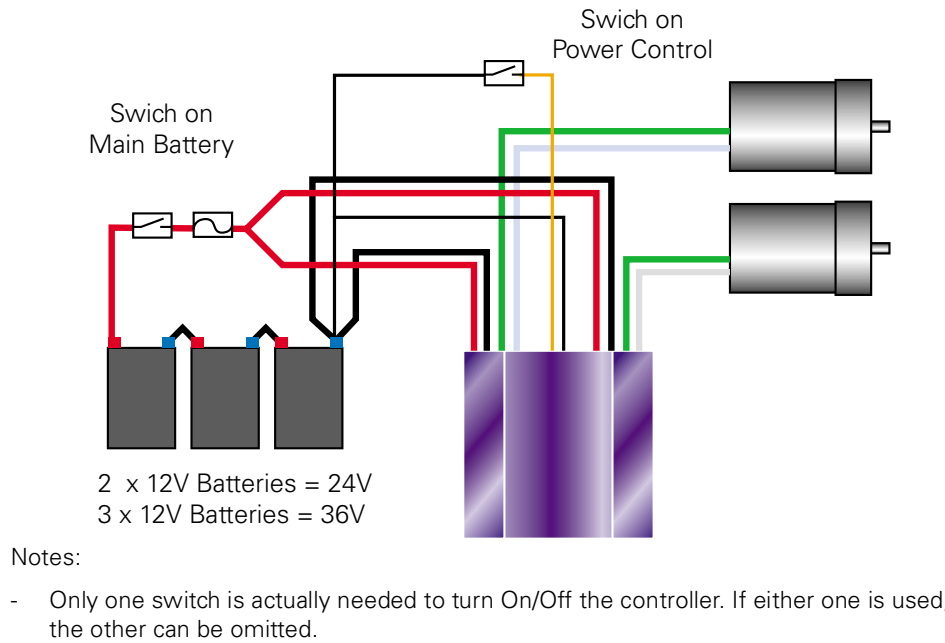 Swich on
Power Control
Swich on
Main Battery
2 x 12V Batteries = 24V
3 x 12V Batteries = 36V
Notes:
- Only one switch is actually needed to turn On/Off the controller. If either one is used,
the other can be omitted.